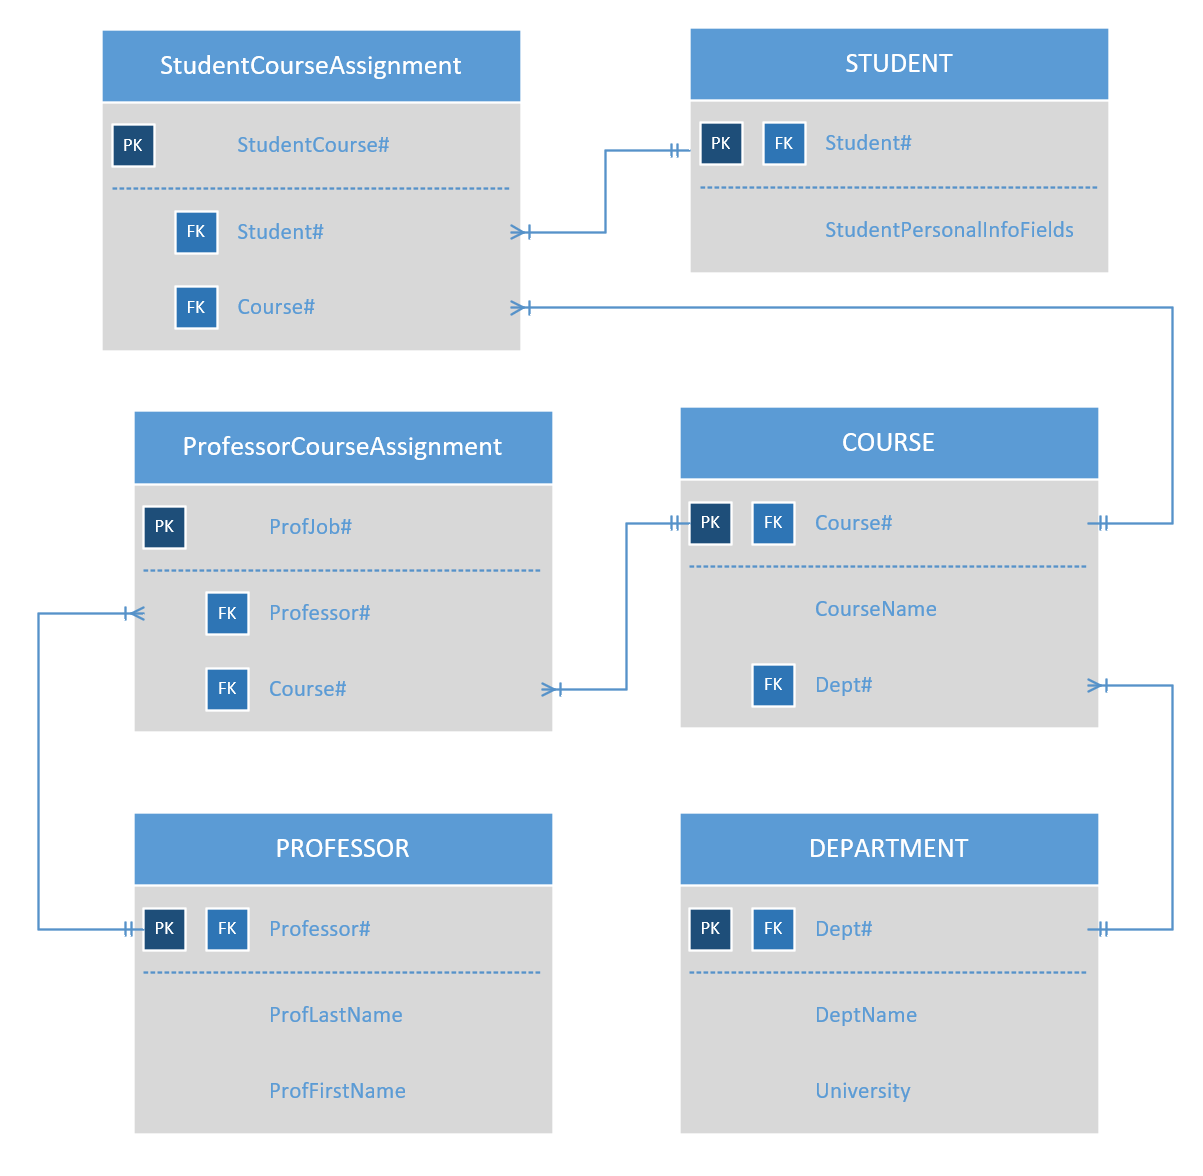 StudentCourseAssignment
PK StudentCourse#
FK Student#
FK Course#
STUDENT
PK FK Student#
StudentPersonalInfoFields
ProfessorCourseAssignment
PK ProfJob#
FK Professor#
FK Course#
COURSE
PK FK Course#
CourseName
FK Dept#
PROFESSOR
PK FK Professor#
ProfLastName
ProfFirstName
DEPARTMENT
PK FK Dept#
DeptName
University